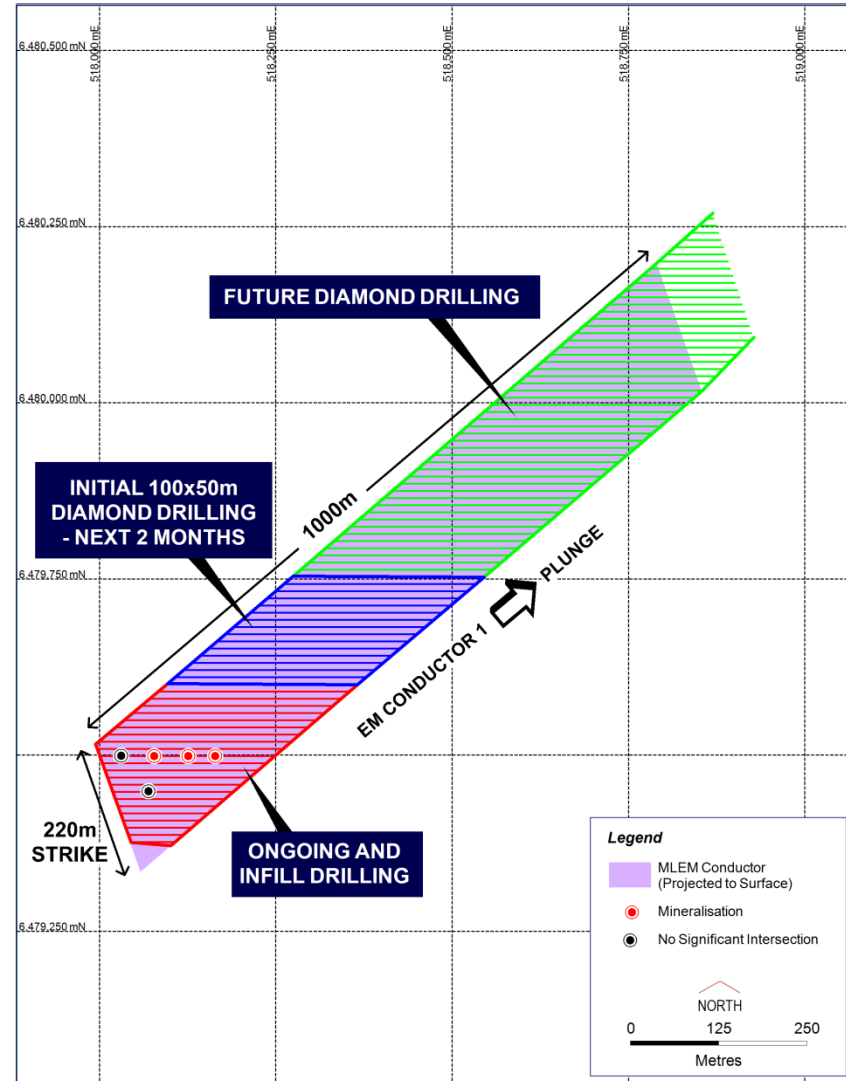 518,000 mE
518,250 mE
518,500 mE
518,750 mE
519,000 mE
6,480,500 mN
6,480,250 mN
FUTURE DIAMOND DRILLING
6,480,000 mN
INITIAL 100x50m
DIAMOND DRILLING
- NEXT 2 MONTHS
1000m
6,479,750 mN
EM CONDUCTOR 1
PLUNGE
220m
STRIKE
ONGOING AND
INFILL DRILLING
6,479,250 mN
Legend
MLEM Conductor
(Projected to Surface)
Mineralisation
No Significant Intersection
NORTH
0 125 250
Metres